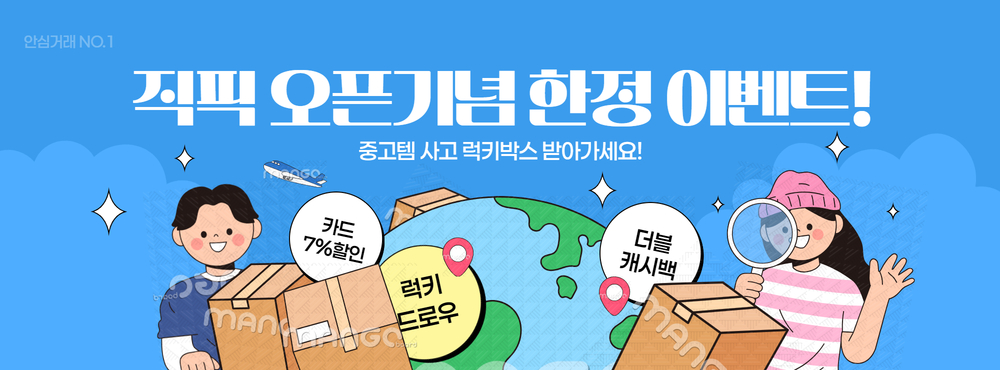 안심거래 NO.1
직픽 오픈기념 한정 이벤트!
중고템 사고 럭키박스 받아가세요!
카드
7%할인
럭키
드로우
더블
캐시백